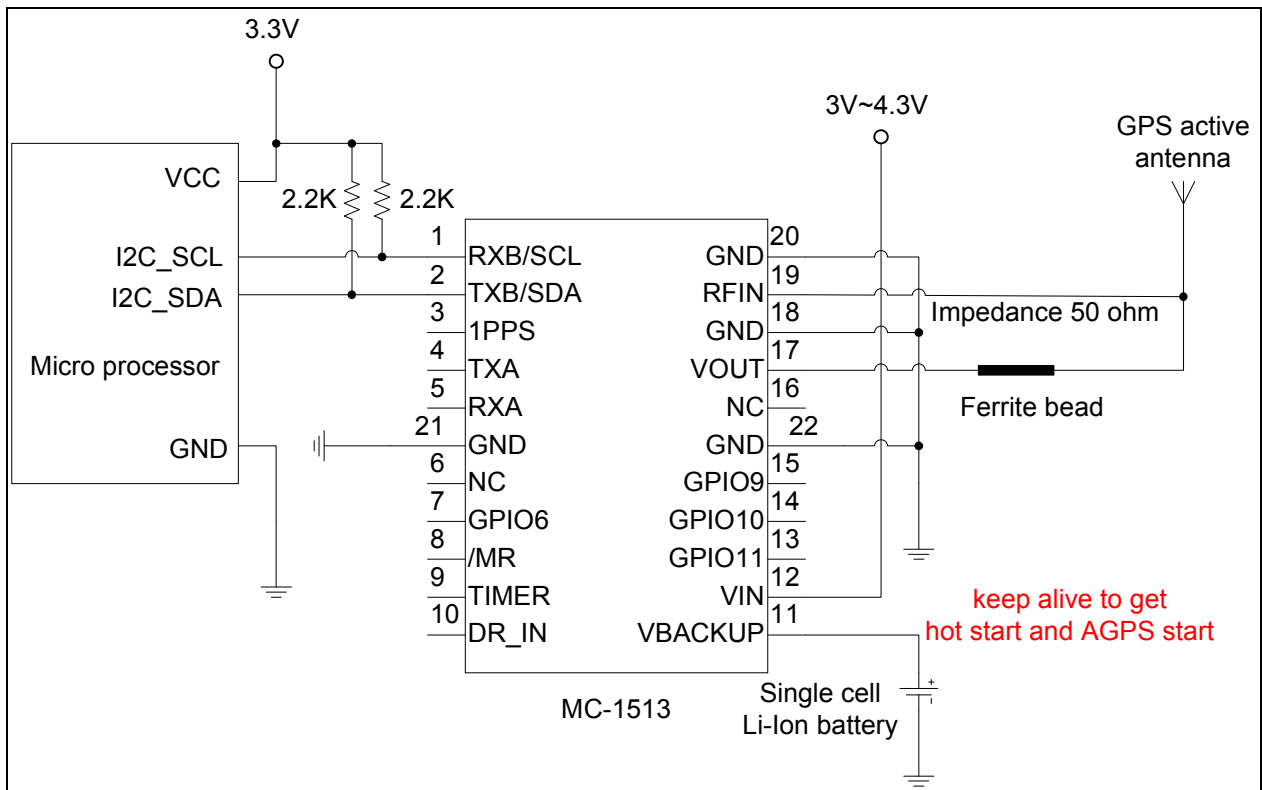 3.3V
3V~4.3V
GPS active
antenna
VCC
2.2K
2.2K
I2C_SCL
I2C_SDA
Micro processor
GND
1
RXB/SCL
2
TXB/SDA
3
1PPS
4
TXA
5
RXA
21
GND
6
NC
7
GPIO6
8
/MR
9
TIMER
10
DR_IN
20
GND
19
RFIN
18
GND
17
VOUT
16
NC
22
GND
15
GPIO9
14
GPIO10
13
GPIO11
12
VIN
11
VBACKUP
MC-1513
Impedance 50 ohm
Ferrite bead
keep alive to get
hot start and AGPS start
Single cell
Li-Ion battery
+
-